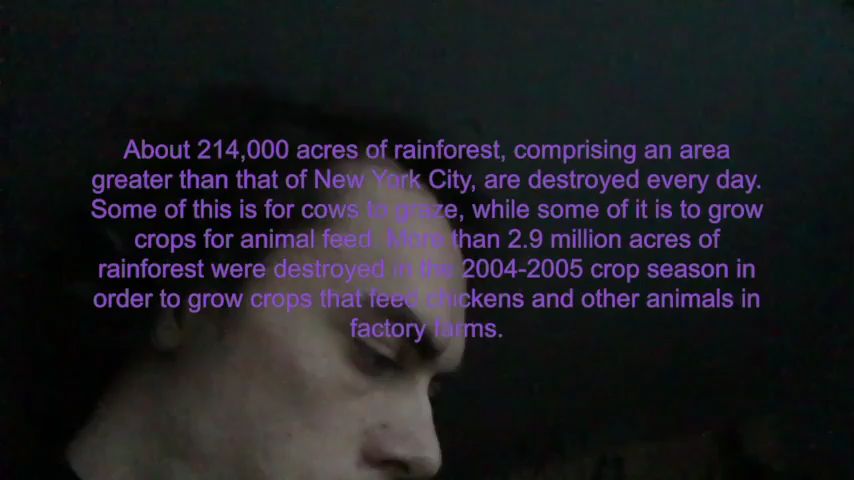 About 214,000 acres of rainforest, comprising an area
greater than that of New York City, are destroyed every day.
Some of this is for cows to graze, while some of it is to grow
crops for animal feed. More than 2.9 million acres of
rainforest were destroyed in the 2004-2005 crop season in
order to grow crops that feed chickens and other animals in
factory farms.